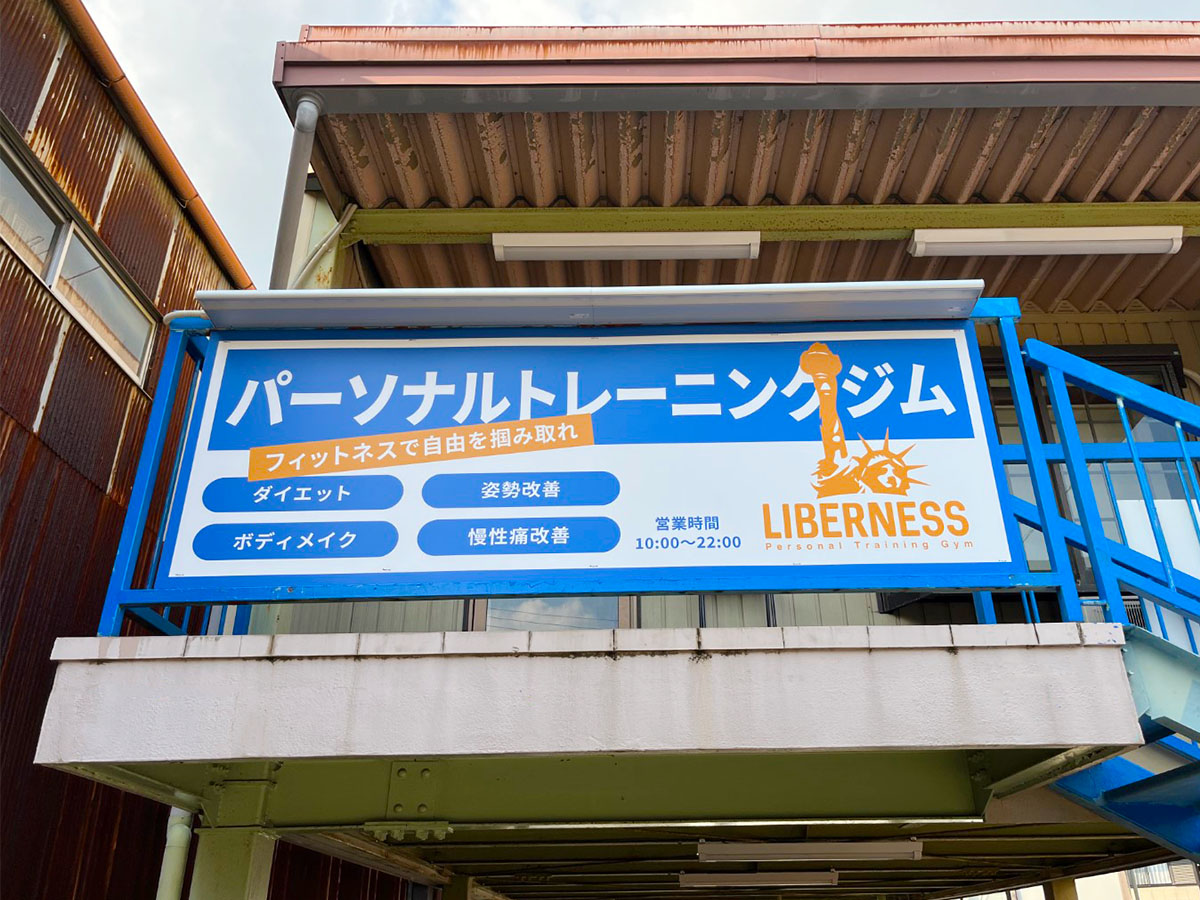 パーソナルトレーニングジム
フィットネスで自由を掴み取れ
ダイエット
姿勢改善
ボディメイク
慢性痛改善
営業時間
10:00〜22:00
LIBERNESS
Personal Training Gym